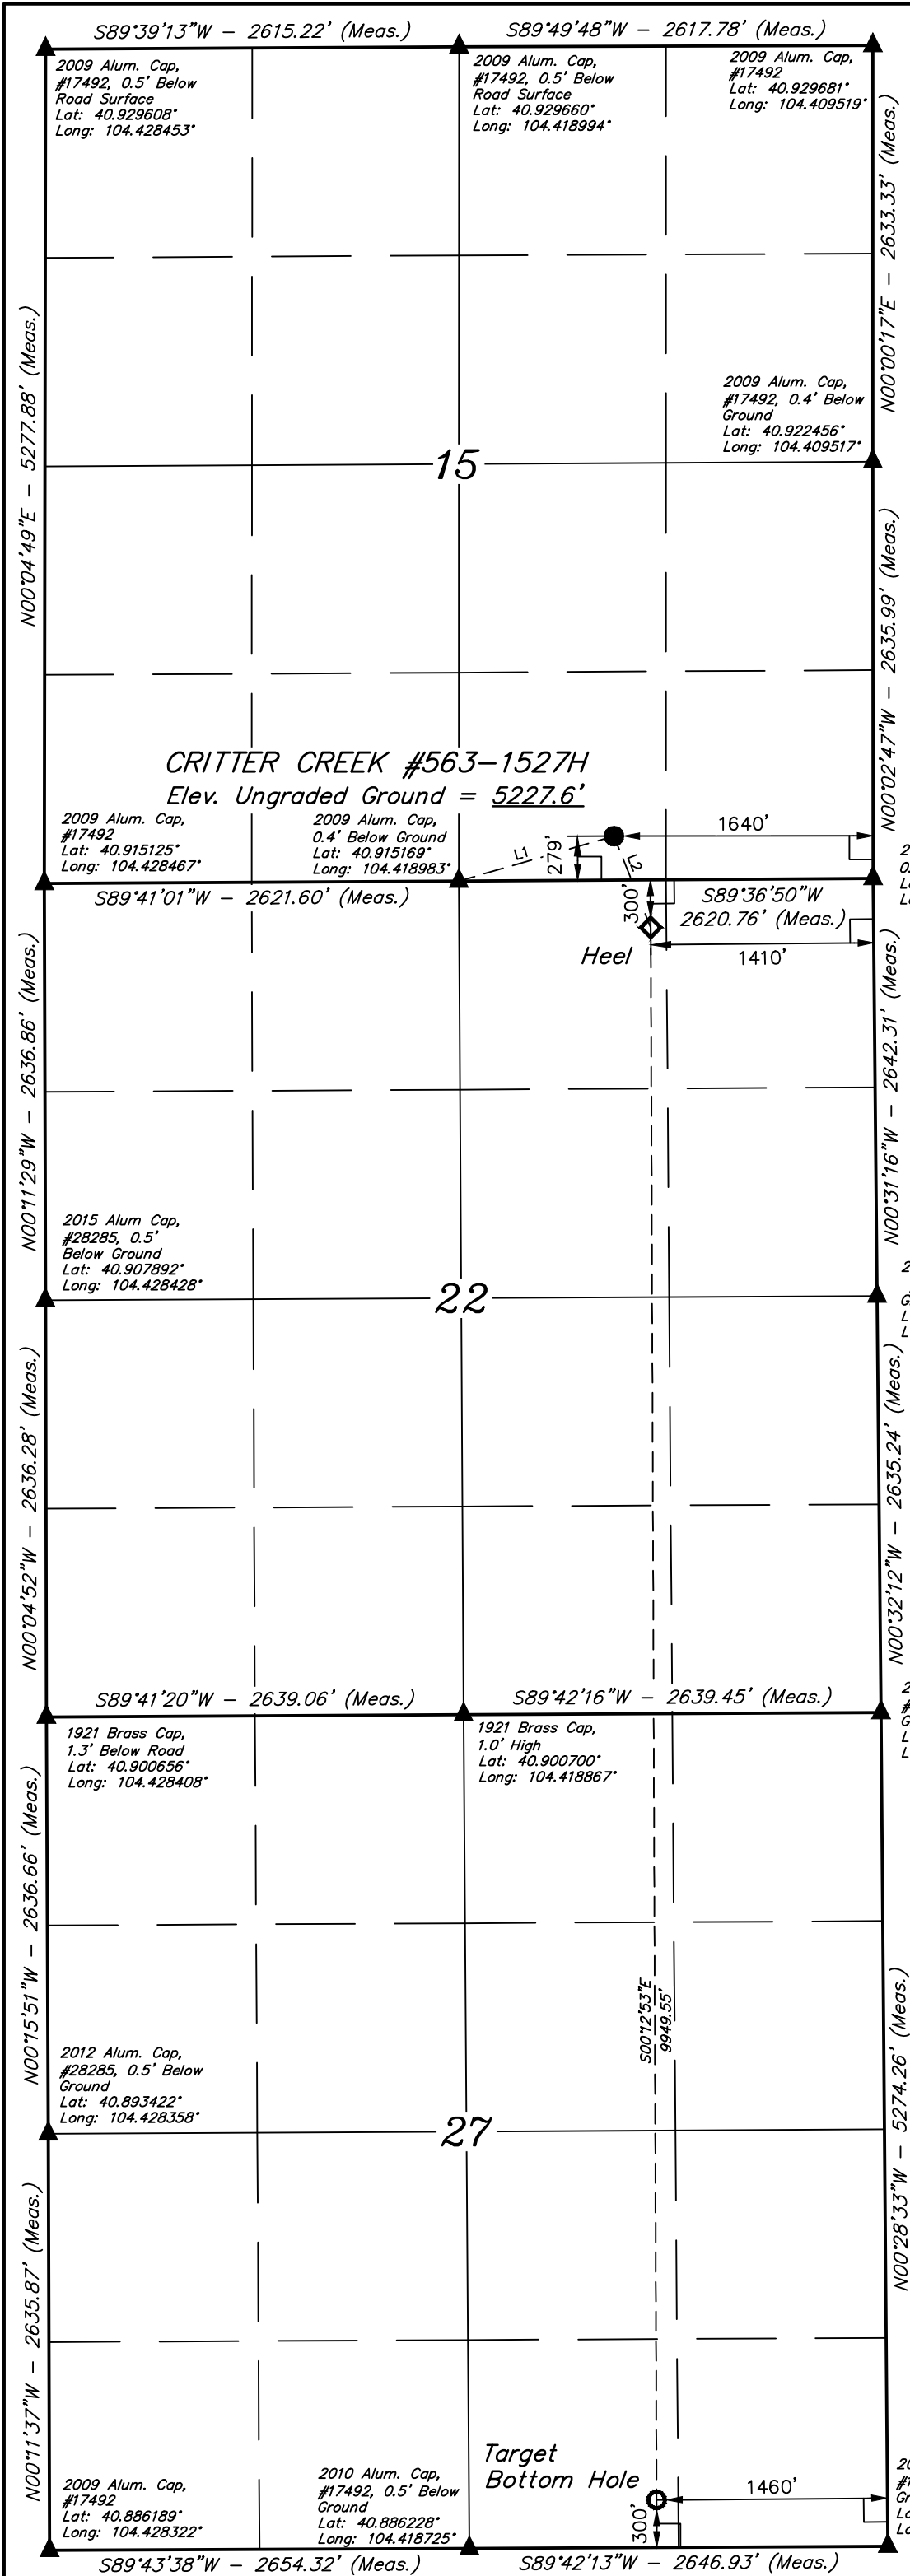 S89°39'13"W - 2615.22' (Meas.)
S89°49'48"W - 2617.78' (Meas.)
2009 Alum. Cap,
#17492, 0.5' Below
Road Surface
Lat: 40.929608°
Long: 104.428453°
2009 Alum. Cap,
#17492, 0.5' Below
Road Surface
Lat: 40.929660°
Long: 104.418994°
2009 Alum. Cap,
#17492
Lat: 40.929681°
Long: 104.409519°
N00°00'17"E - 2633.33' (Meas.)
N00°04'49"E - 5277.88' (Meas.)
2009 Alum. Cap,
#17492, 0.4' Below
Ground
Lat: 40.922456°
Long: 104.409517°
15
N00°02'47"W - 2635.99' (Meas.)
CRITTER CREEK #563-1527H
Elev. Ungraded Ground = 5227.6'
2009 Alum. Cap,
#17492
Lat: 40.915125°
Long: 104.428467°
2009 Alum. Cap,
0.4' Below Ground
Lat: 40.915169°
Long: 104.418983°
L1
279'
L2
1640'
S89°41'01"W - 2621.60' (Meas.)
300'
S89°36'50"W
2620.76' (Meas.)
Heel
1410'
N00°11'29"W - 2636.86' (Meas.)
N00°31'16"W - 2642.31' (Meas.)
2015 Alum Cap,
#28285, 0.5'
Below Ground
Lat: 40.907892°
Long: 104.428428°
22
N00°04'52"W - 2636.28' (Meas.)
N00°32'12"W - 2635.24' (Meas.)
S89°41'20"W - 2639.06' (Meas.)
S89°42'16"W - 2639.45' (Meas.)
1921 Brass Cap,
1.3' Below Road
Lat: 40.900656°
Long: 104.428408°
1921 Brass Cap,
1.0' High
Lat: 40.900700°
Long: 104.418867°
N00°15'51"W - 2636.66' (Meas.)
S00°12'53"E
9949.55'
N00°28'33"W - 5274.26' (Meas.)
2012 Alum. Cap,
#28285, 0.5' Below
Ground
Lat: 40.893422°
Long: 104.428358°
27
N00°11'37"W - 2635.87' (Meas.)
Target
Bottom Hole
1460'
300'
2009 Alum. Cap,
#17492
Lat: 40.886189°
Long: 104.428322°
2010 Alum. Cap,
#17492, 0.5' Below
Ground
Lat: 40.886228°
Long: 104.418725°
S89°43'38"W - 2654.32' (Meas.)
S89°42'13"W - 2646.93' (Meas.)